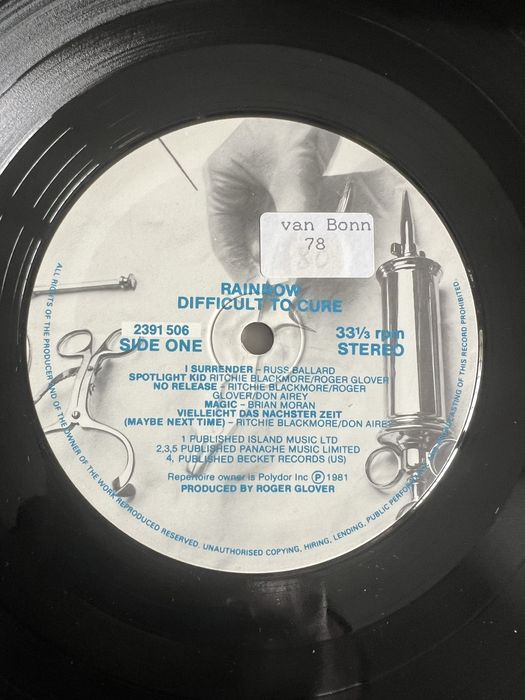 van Bonn
78
RAINBOW
DIFFICULT TO CURE
2391 506
SIDE ONE
33⅓ rpm
STEREO
I SURRENDER – RUSS BALLARD
SPOTLIGHT KID RITCHIE BLACKMORE/ROGER GLOVER
NO RELEASE – RITCHIE BLACKMORE/ROGER
GLOVER/DON AIREY
MAGIC – BRIAN MORAN
VIELLEICHT DAS NACHSTER ZEIT
(MAYBE NEXT TIME) – RITCHIE BLACKMORE/DON AIREY
1 PUBLISHED ISLAND MUSIC LTD
2,3,5 PUBLISHED PANACHE MUSIC LIMITED
4, PUBLISHED BECKET RECORDS (US)
Repertoire owner is Polydor Inc Ⓟ 1981
PRODUCED BY ROGER GLOVER
ALL RIGHTS OF THE PRODUCER AND OF THE OWNER OF THE WORK REPRODUCED RESERVED. UNAUTHORISED COPYING, HIRING, LENDING, PUBLIC PERFORMANCE AND BROADCASTING OF THIS RECORD PROHIBITED.